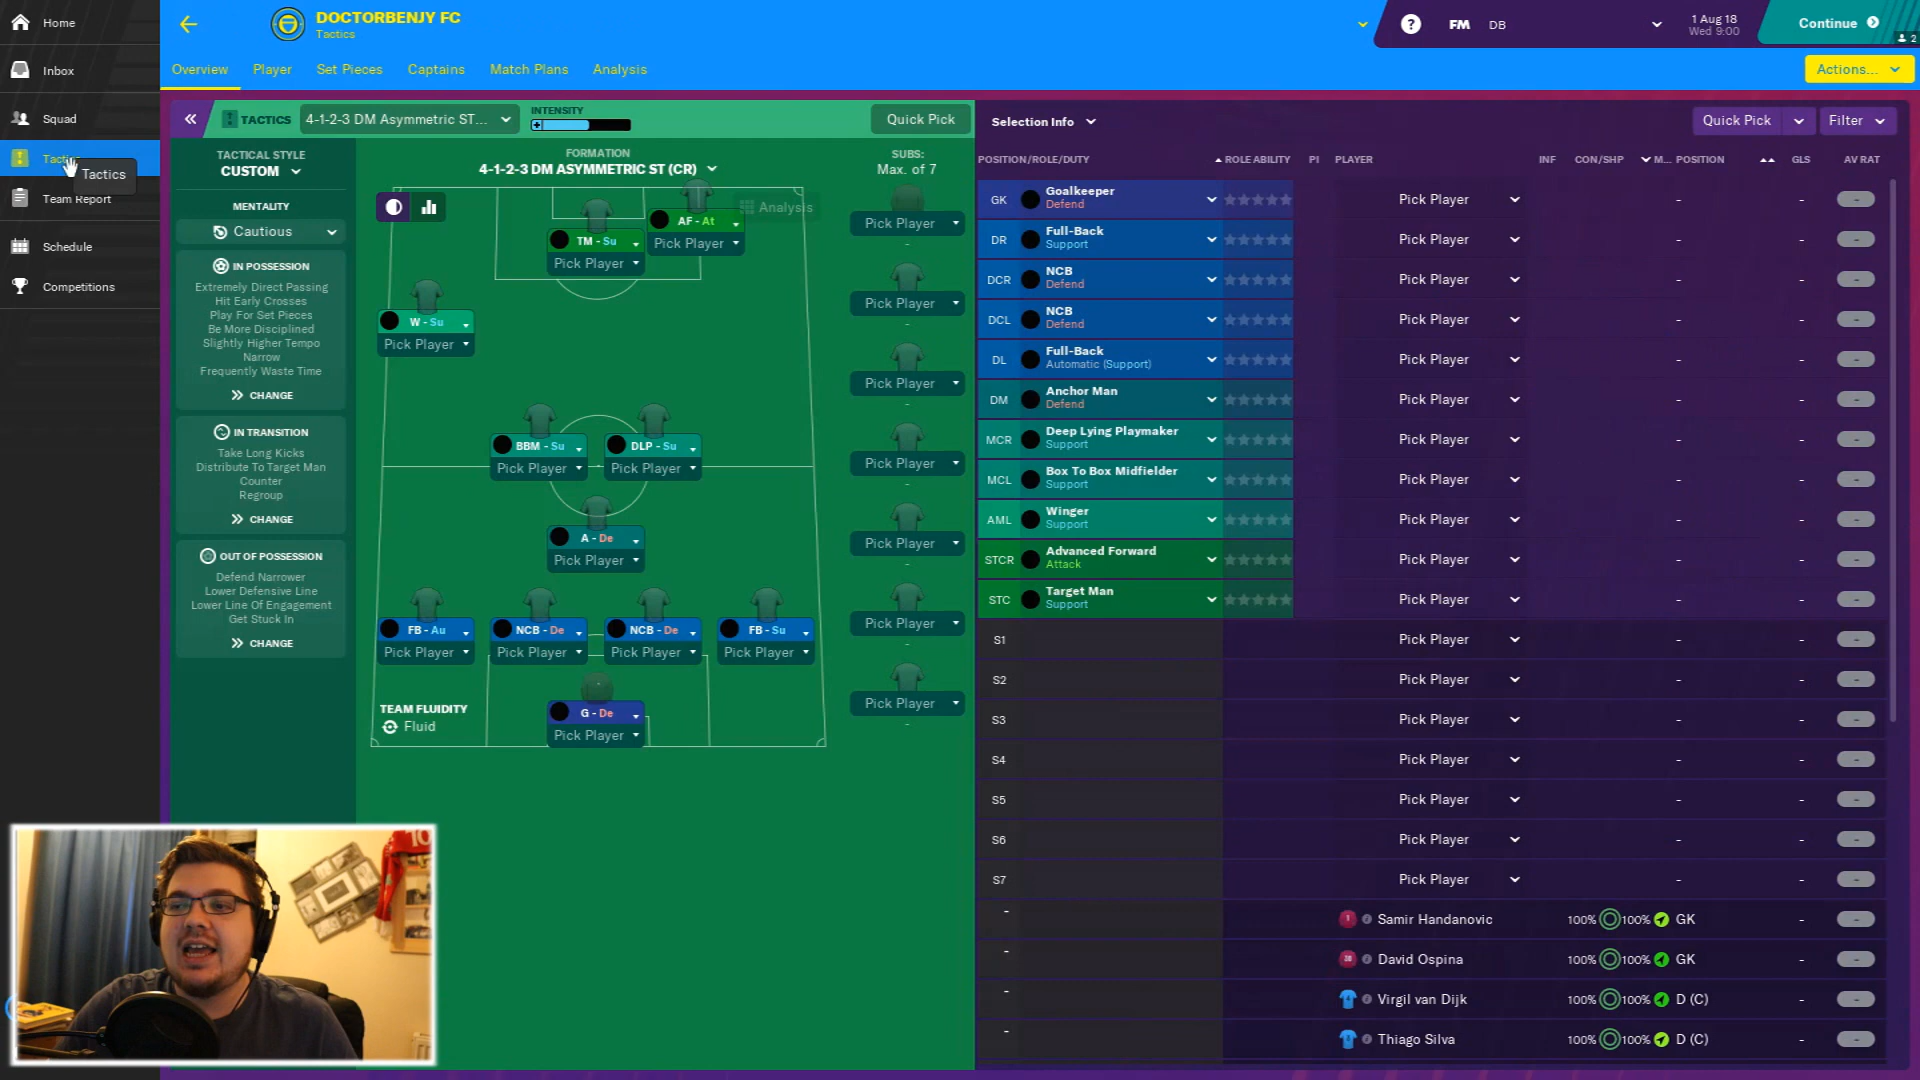 Home
Inbox
Squad
Tactics
Team Report
Schedule
Competitions
DOCTORBENJY FC
Tactics
FM
DB
1 Aug 18
Wed 9:00
Continue
2
Overview
Player
Set Pieces
Captains
Match Plans
Analysis
Actions...
TACTICS
4-1-2-3 DM Asymmetric ST...
INTENSITY
Quick Pick
TACTICAL STYLE
CUSTOM
MENTALITY
Cautious
IN POSSESSION
Extremely Direct Passing
Hit Early Crosses
Play For Set Pieces
Be More Disciplined
Slightly Higher Tempo
Narrow
Frequently Waste Time
CHANGE
IN TRANSITION
Take Long Kicks
Distribute To Target Man
Counter
Regroup
CHANGE
OUT OF POSSESSION
Defend Narrower
Lower Defensive Line
Lower Line Of Engagement
Get Stuck In
CHANGE
FORMATION
4-1-2-3 DM ASYMMETRIC ST (CR)
Analysis
AF - At
Pick Player
TM - Su
Pick Player
W - Su
Pick Player
BBM - Su
Pick Player
DLP - Su
Pick Player
A - De
Pick Player
FB - Au
Pick Player
NCB - De
Pick Player
NCB - De
Pick Player
FB - Su
Pick Player
G - De
Pick Player
TEAM FLUIDITY
Fluid
SUBS:
Max. of 7
Pick Player
-
Pick Player
-
Pick Player
-
Pick Player
-
Pick Player
-
Pick Player
-
Pick Player
-
Selection Info
Quick Pick
Filter
POSITION/ROLE/DUTY ROLE ABILITY PI PLAYER INF CON/SHP M... POSITION GLS AV RAT
GK Goalkeeper Pick Player - - -
Defend
DR Full-Back Pick Player - - -
Support
DCR NCB Pick Player - - -
Defend
DCL NCB Pick Player - - -
Defend
DL Full-Back Pick Player - - -
Automatic (Support)
DM Anchor Man Pick Player - - -
Defend
MCR Deep Lying Playmaker Pick Player - - -
Support
MCL Box To Box Midfielder Pick Player - - -
Support
AML Winger Pick Player - - -
Support
STCR Advanced Forward Pick Player - - -
Attack
STC Target Man Pick Player - - -
Support
S1 Pick Player - - -
S2 Pick Player - - -
S3 Pick Player - - -
S4 Pick Player - - -
S5 Pick Player - - -
S6 Pick Player - - -
S7 Pick Player - - -
- 1 Samir Handanovic 100% 100% GK - -
- David Ospina 100% 100% GK - -
- Virgil van Dijk 100% 100% D (C) - -
- Thiago Silva 100% 100% D (C) - -